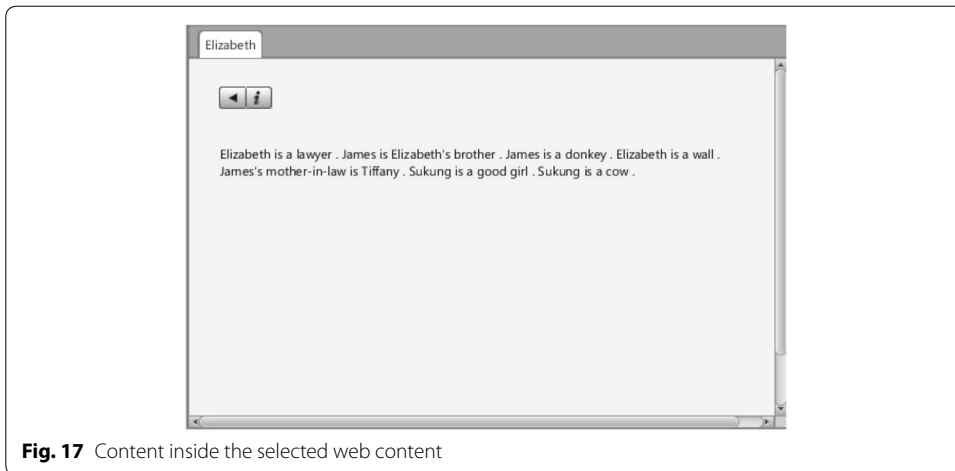 Elizabeth
Elizabeth is a lawyer . James is Elizabeth's brother . James is a donkey . Elizabeth is a wall .
James's mother-in-law is Tiffany . Sukung is a good girl . Sukung is a cow .
Fig. 17 Content inside the selected web content